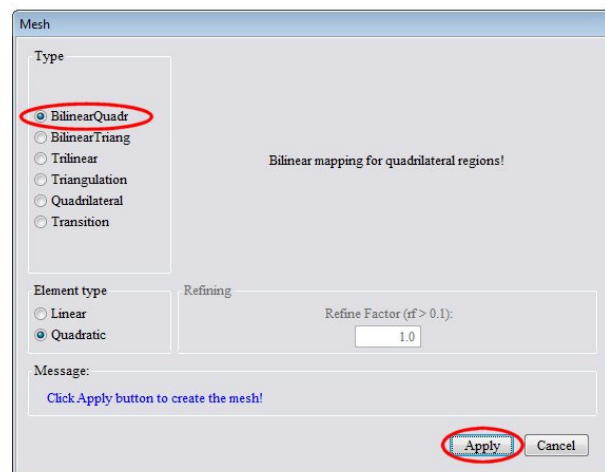 Mesh
Type
BilinearQuadr
BilinearTriang
Trilinear
Triangulation
Quadrilateral
Transition
Bilinear mapping for quadrilateral regions!
Element type
Linear
Quadratic
Refining
Refine Factor (rf > 0.1):
1.0
Message:
Click Apply button to create the mesh!
Apply Cancel